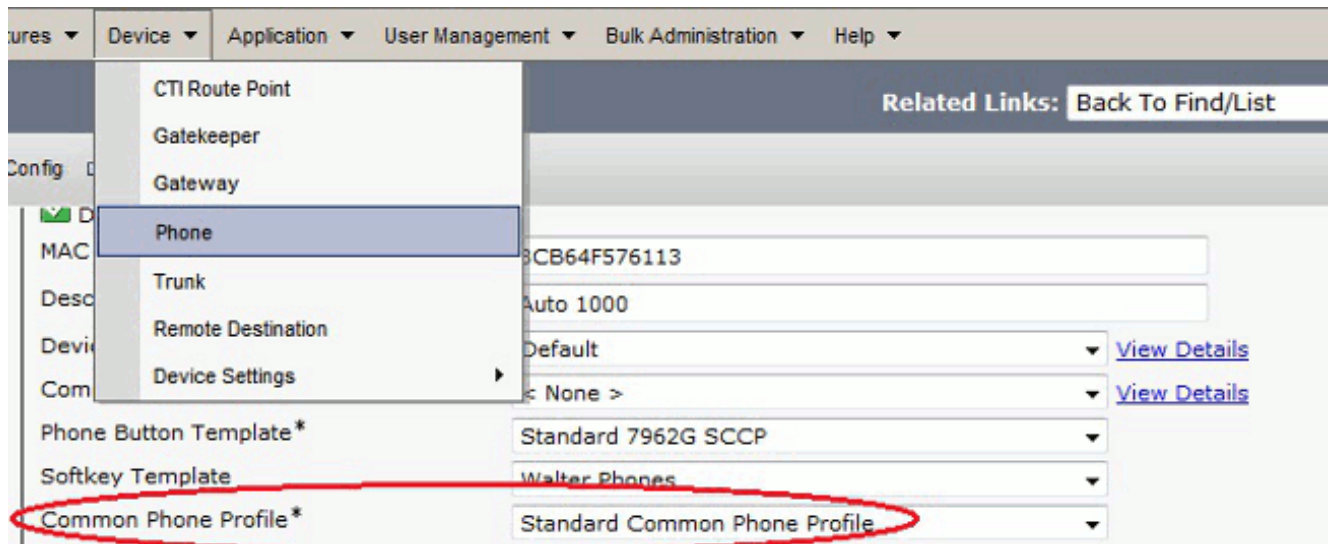 tures Device Application User Management Bulk Administration Help
CTI Route Point
Gatekeeper
Gateway
Phone
Trunk
Remote Destination
Device Settings
Related Links: Back To Find/List
Config
D
MAC CB64F576113
Desc Auto 1000
Devi Default View Details
Com < None > View Details
Phone Button Template* Standard 7962G SCCP
Softkey Template Walter Phones
Common Phone Profile* Standard Common Phone Profile